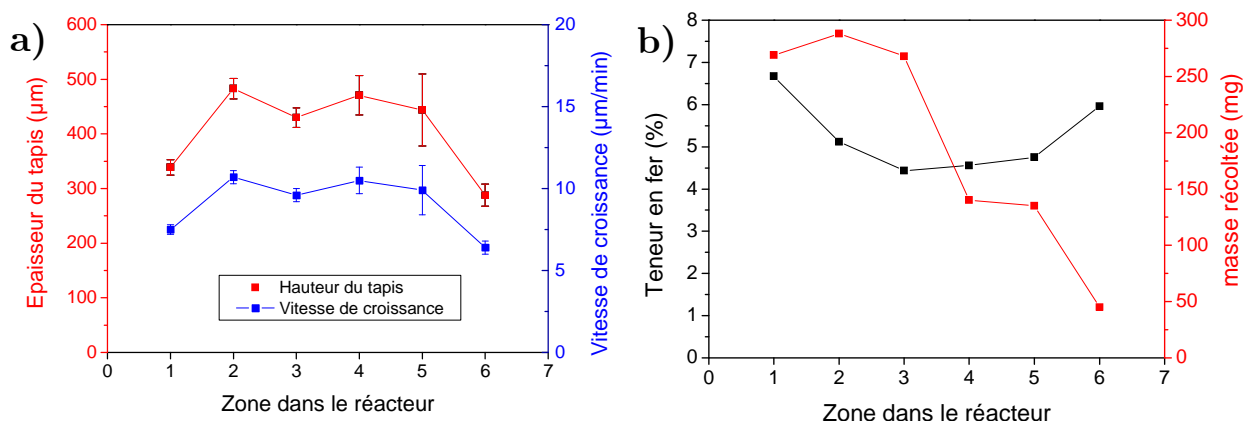 a)
Epaisseur du tapis (µm)
600
500
400
300
200
100
0
Hauteur du tapis
Vitesse de croissance
20
15
10
5
0
Vitesse de croissance (µm/min)
0 1 2 3 4 5 6 7
Zone dans le réacteur
b)
Teneur en fer (%)
8
7
6
5
4
3
2
1
0
300
250
200
150
100
50
0
masse récoltée (mg)
0 1 2 3 4 5 6 7
Zone dans le réacteur